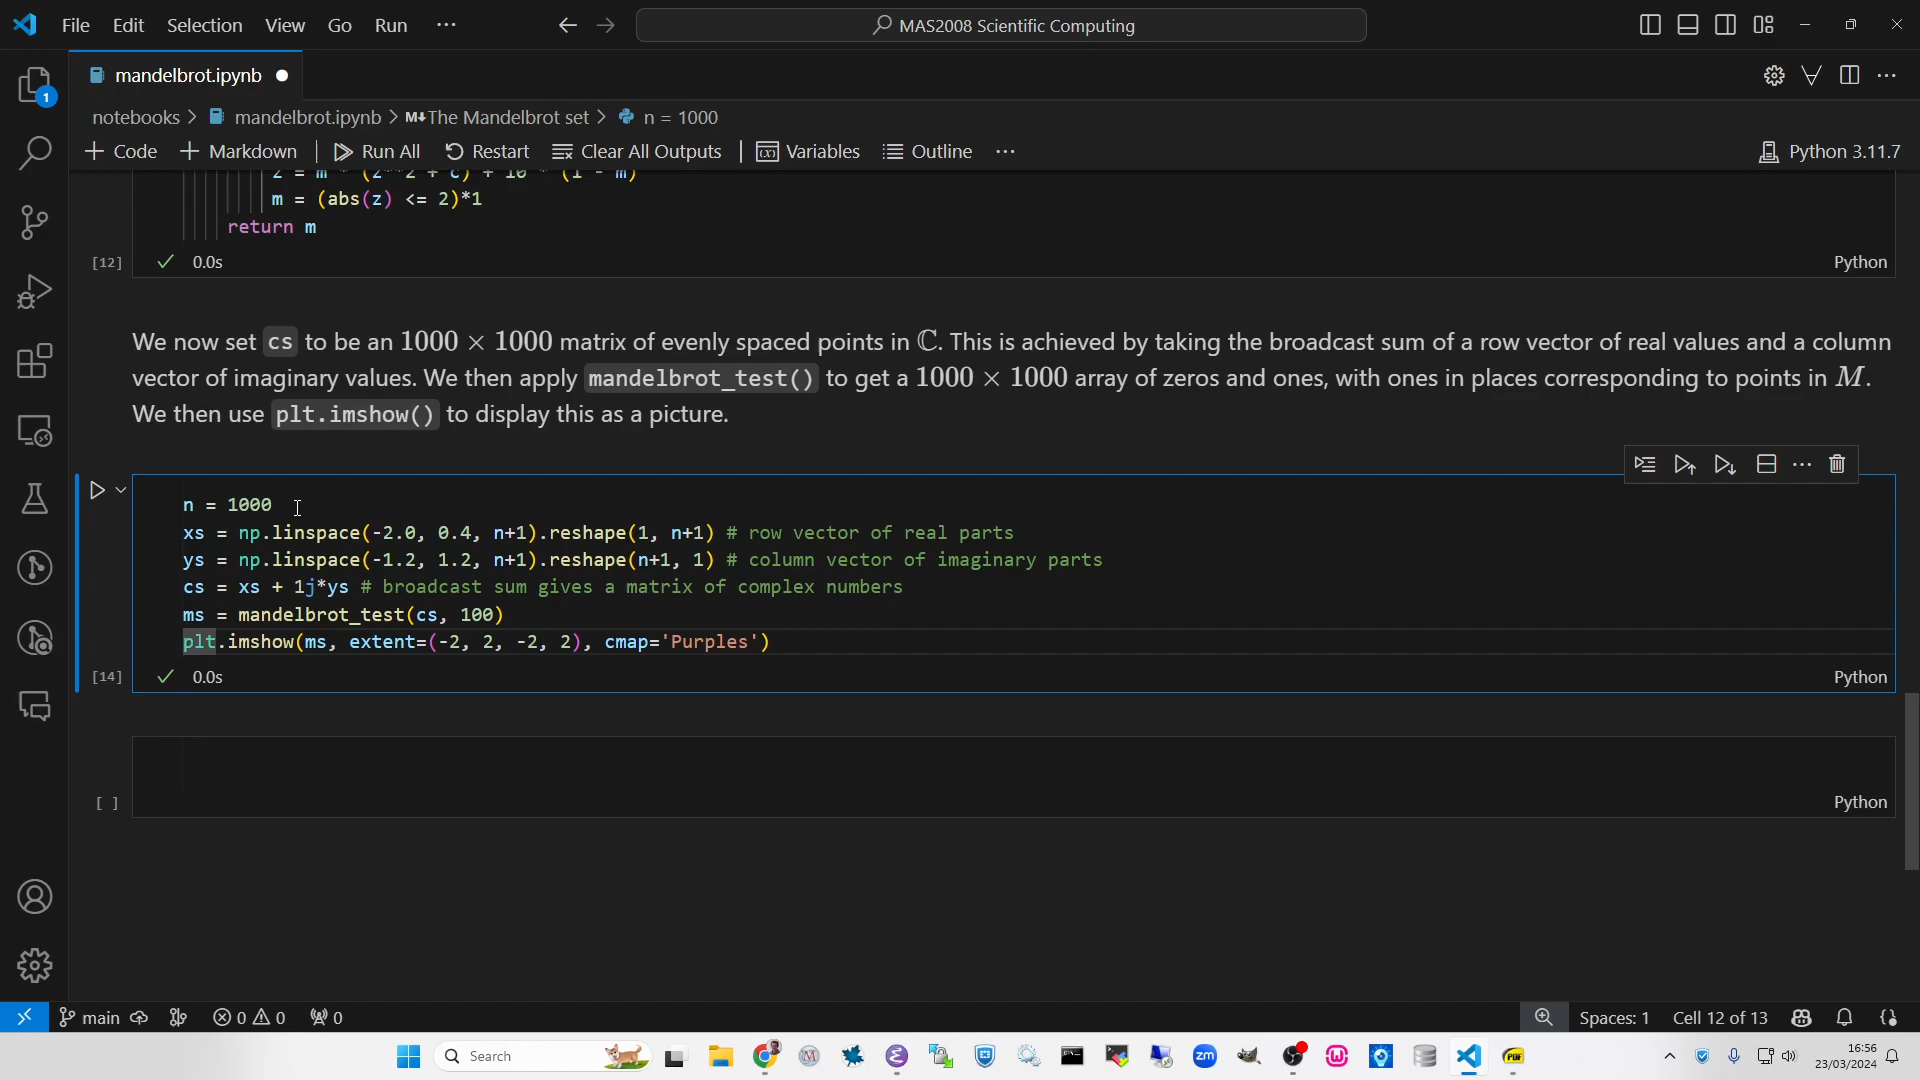 File Edit Selection View Go Run ···
MAS2008 Scientific Computing
mandelbrot.ipynb
1
notebooks > mandelbrot.ipynb > M↓The Mandelbrot set > n = 1000
+ Code + Markdown | Run All Restart Clear All Outputs | Variables Outline ··· Python 3.11.7
z = m * (z**2 + c) + 10 * (1 - m)
m = (abs(z) <= 2)*1
return m
[12] ✓ 0.0s Python
We now set cs to be an 1000 × 1000 matrix of evenly spaced points in ℂ. This is achieved by taking the broadcast sum of a row vector of real values and a column
vector of imaginary values. We then apply mandelbrot_test() to get a 1000 × 1000 array of zeros and ones, with ones in places corresponding to points in M.
We then use plt.imshow() to display this as a picture.
n = 1000
xs = np.linspace(-2.0, 0.4, n+1).reshape(1, n+1) # row vector of real parts
ys = np.linspace(-1.2, 1.2, n+1).reshape(n+1, 1) # column vector of imaginary parts
cs = xs + 1j*ys # broadcast sum gives a matrix of complex numbers
ms = mandelbrot_test(cs, 100)
plt.imshow(ms, extent=(-2, 2, -2, 2), cmap='Purples')
[14] ✓ 0.0s Python
[ ] Python
main 0 0 0 Spaces: 1 Cell 12 of 13
Search zm PDF 16:56
23/03/2024